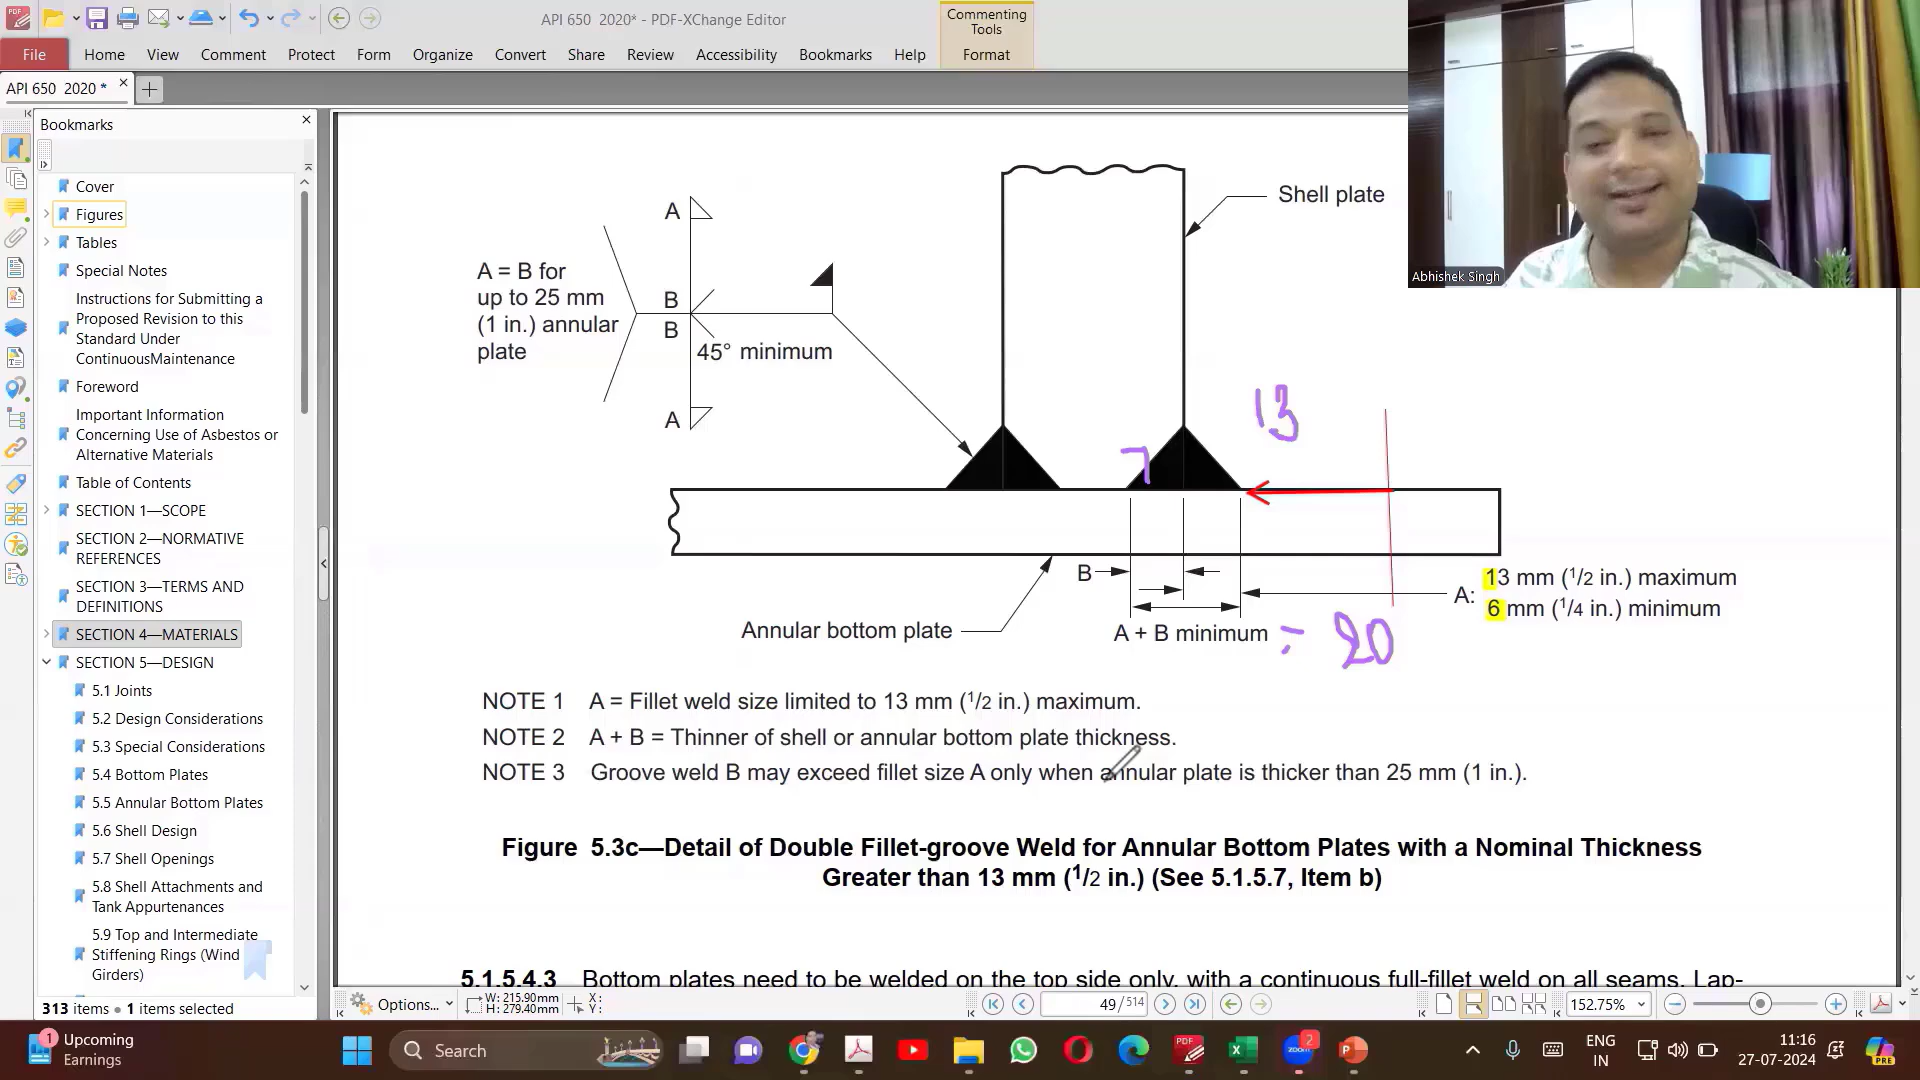 API 650  2020* - PDF-XChange Editor
Commenting
Tools
File
Home
View
Comment
Protect
Form
Organize
Convert
Share
Review
Accessibility
Bookmarks
Help
Format
API 650  2020 *
Bookmarks
Cover
Figures
Tables
Special Notes
Instructions for Submitting a
Proposed Revision to this
Standard Under
ContinuousMaintenance
Foreword
Important Information
Concerning Use of Asbestos or
Alternative Materials
Table of Contents
SECTION 1—SCOPE
SECTION 2—NORMATIVE
REFERENCES
SECTION 3—TERMS AND
DEFINITIONS
SECTION 4—MATERIALS
SECTION 5—DESIGN
5.1 Joints
5.2 Design Considerations
5.3 Special Considerations
5.4 Bottom Plates
5.5 Annular Bottom Plates
5.6 Shell Design
5.7 Shell Openings
5.8 Shell Attachments and
Tank Appurtenances
5.9 Top and Intermediate
Stiffening Rings (Wind
Girders)
313 items • 1 items selected
Abhishek Singh
Shell plate
A
A = B for
up to 25 mm
(1 in.) annular
plate
B
B
45° minimum
A
13
7
B
A: 13 mm (1/2 in.) maximum
6 mm (1/4 in.) minimum
Annular bottom plate
A + B minimum = 20
NOTE 1 A = Fillet weld size limited to 13 mm (1/2 in.) maximum.
NOTE 2 A + B = Thinner of shell or annular bottom plate thickness.
NOTE 3 Groove weld B may exceed fillet size A only when annular plate is thicker than 25 mm (1 in.).
Figure 5.3c—Detail of Double Fillet-groove Weld for Annular Bottom Plates with a Nominal Thickness
Greater than 13 mm (1/2 in.) (See 5.1.5.7, Item b)
5.1.5.4.3 Bottom plates need to be welded on the top side only, with a continuous full-fillet weld on all seams. Lap-
Options...
W: 215.90mm
H: 279.40mm
X:
Y:
49 / 514
152.75%
1
Upcoming
Earnings
Search
zoom
2
ENG
IN
11:16
27-07-2024
PRE